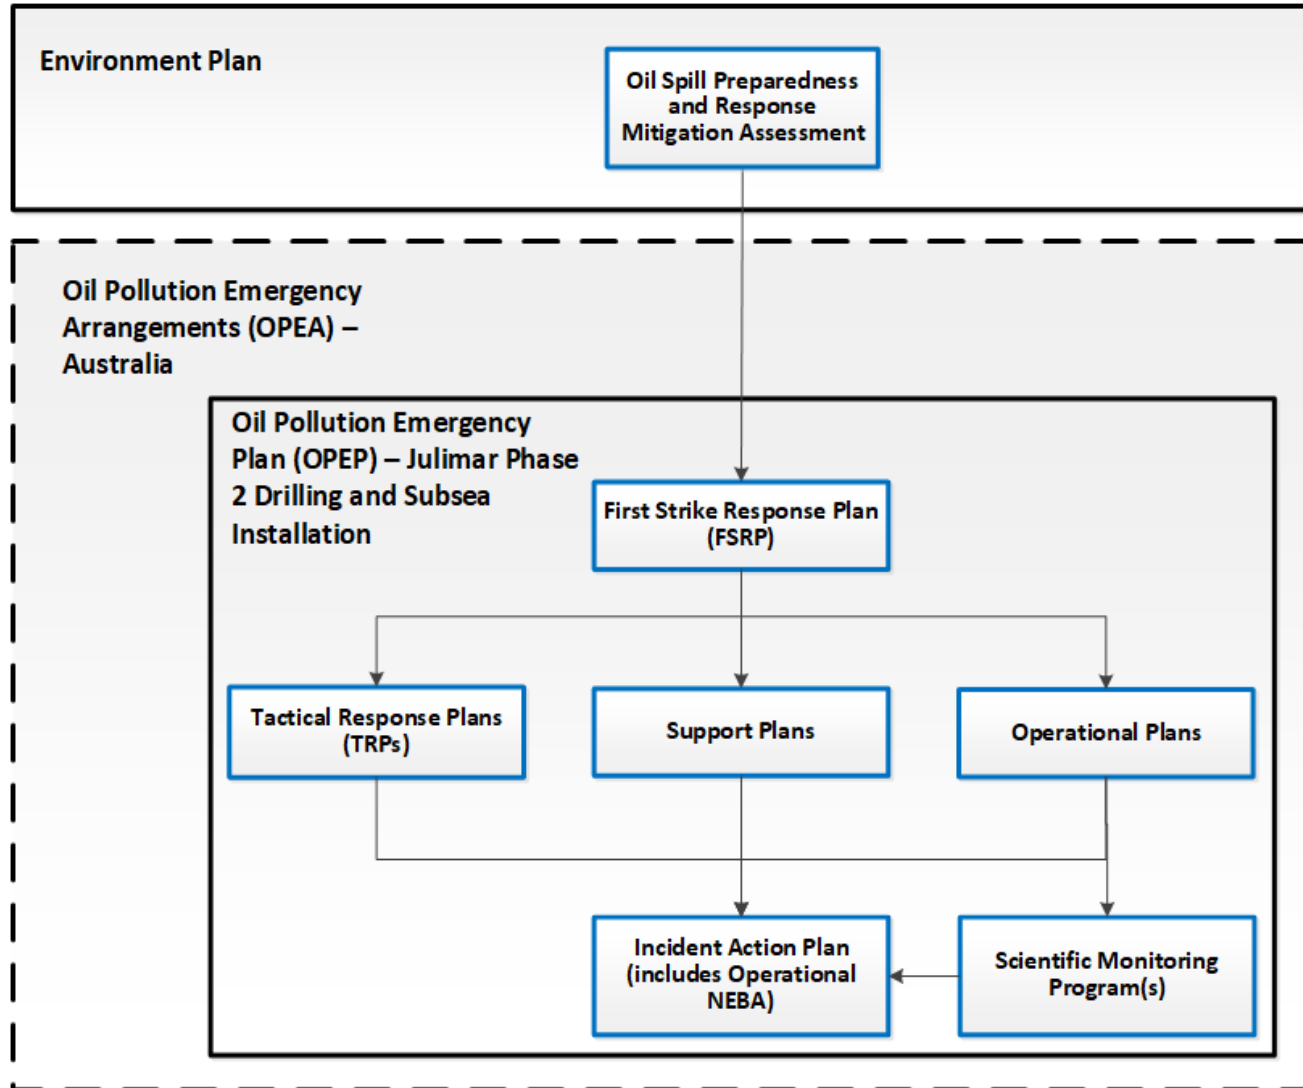 Environment Plan
Oil Spill Preparedness
and Response
Mitigation Assessment
Oil Pollution Emergency
Arrangements (OPEA) –
Australia
Oil Pollution Emergency
Plan (OPEP) – Julimar Phase
2 Drilling and Subsea
Installation
First Strike Response Plan
(FSRP)
Tactical Response Plans
(TRPs)
Support Plans
Operational Plans
Incident Action Plan
(includes Operational
NEBA)
Scientific Monitoring
Program(s)